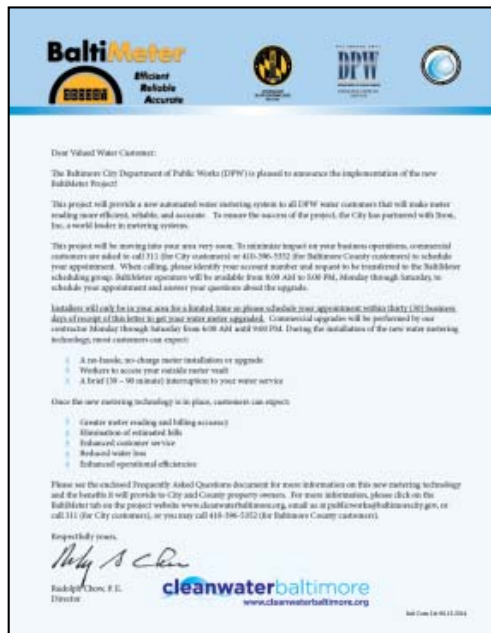 BaltiMeter
Efficient
Reliable
Accurate
DPW
Dear Valued Water Customer:
The Baltimore City Department of Public Works (DPW) is pleased to announce the implementation of the new
BaltiMeter Project!
This project will provide a new automated water metering system to all DPW water customers that will make meter
reading more efficient, reliable, and accurate. To ensure the success of the project, the City has partnered with Itron,
Inc, a world leader in metering systems.
This project will be moving into your area very soon. To minimize impact on your business operations, commercial
customers are asked to call 311 (for City customers) or 410-396-5352 (for Baltimore County customers) to schedule
your appointment. When calling, please identify your account number and request to be transferred to the BaltiMeter
scheduling group. BaltiMeter operators will be available from 8:00 AM to 5:00 PM, Monday through Saturday, to
schedule your appointment and answer your questions about the upgrade.
Installers will only be in your area for a limited time so please schedule your appointment within thirty (30) business
days of receipt of this letter to get your water meter upgraded. Commercial upgrades will be performed by our
contractor Monday through Saturday from 6:00 AM until 9:00 PM. During the installation of the new water metering
technology, most customers can expect:
A no-hassle, no-charge meter installation or upgrade
Workers to access your outside meter vault
A brief (30 – 90 minute) interruption to your water service
Once the new metering technology is in place, customers can expect:
Greater meter reading and billing accuracy
Elimination of estimated bills
Enhanced customer service
Reduced water loss
Enhanced operational efficiencies
Please see the enclosed Frequently Asked Questions document for more information on this new metering technology
and the benefits it will provide to City and County property owners. For more information, please click on the
BaltiMeter tab on the project website www.cleanwaterbaltimore.org, email us at publicworks@baltimorecity.gov, or
call 311 (for City customers), or you may call 410-396-5352 (for Baltimore County customers).
Respectfully yours,
Rudolph Chow, P. E.
Director
cleanwaterbaltimore
www.cleanwaterbaltimore.org